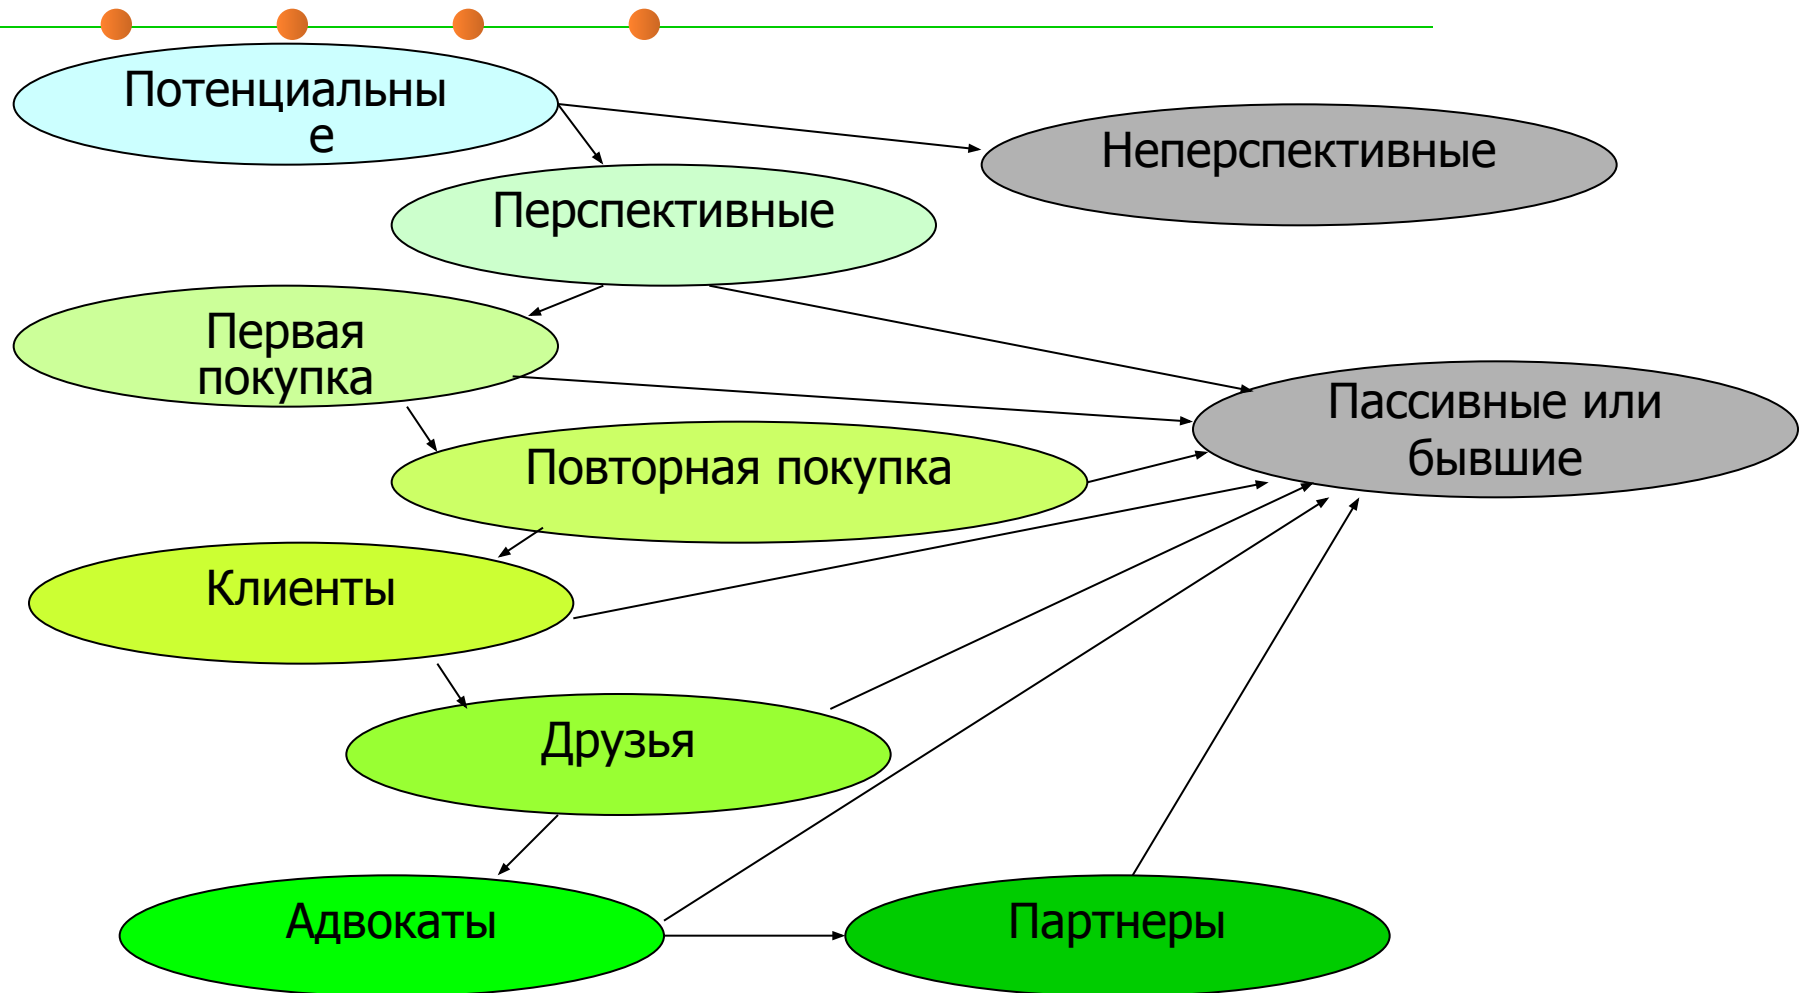 Потенциальны
е
Неперспективные
Перспективные
Первая
покупка
Пассивные или
бывшие
Повторная покупка
Клиенты
Друзья
Адвокаты
Партнеры